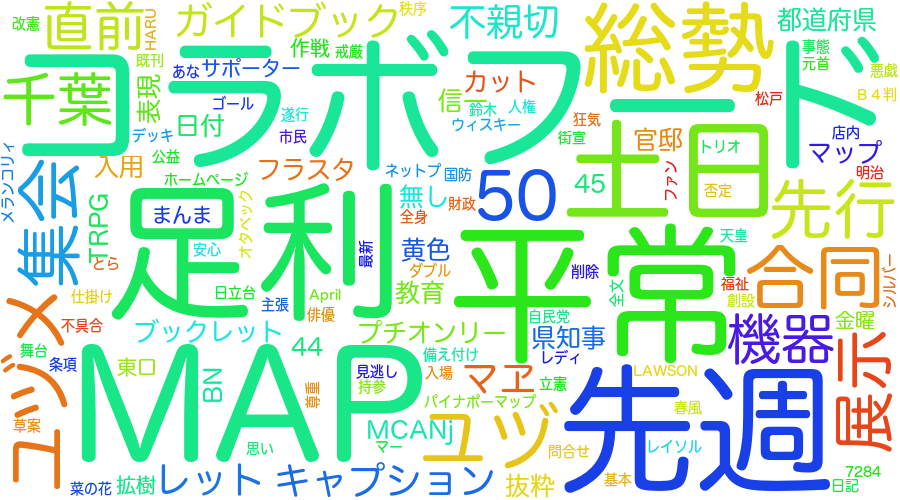 改憲
直前
HARU
ガイドブック
秩序
不親切
総勢
都道府県
既刊
作戦
戒厳
事態
元首
悪戯
コラボフード
あな
サポーター
カット
千葉
表現
信一
鈴木
人権
松戸
B4判
ゴール
遂行
ウィスキー
狂気
日付
デッキ
市民
街宣
官邸
トリオ
店内
マップ
メランコリィ
公益
入用
フラスタ
ネットプ
国防
土日
ファン
明治
集会
TRPG
ホームページ
無し
財政
50
45
否定
先行
まんま
足利
オタベック
全身
安心
最新
黄色
平常
天皇
とら
ダブル
削除
合同
シルバー
仕掛け
日立台
主張
April
教育
全文
福祉
創設
ユヅメ
不具合
俳優
自民党
機器
金曜
ブックレット
プチオンリー
県知事
舞台
44
備え付け
レディ
条項
東口
MAP
BN
見逃し
入場
マヱ
立憲
LAWSON
展示
尊重
持参
パイナポーマップ
先週
春風
草案
MCANj
ユヅ
思い
マー
問合せ
レイソル
7284
菜の花
拡樹
レット
キャプション
抜粋
基本
日記